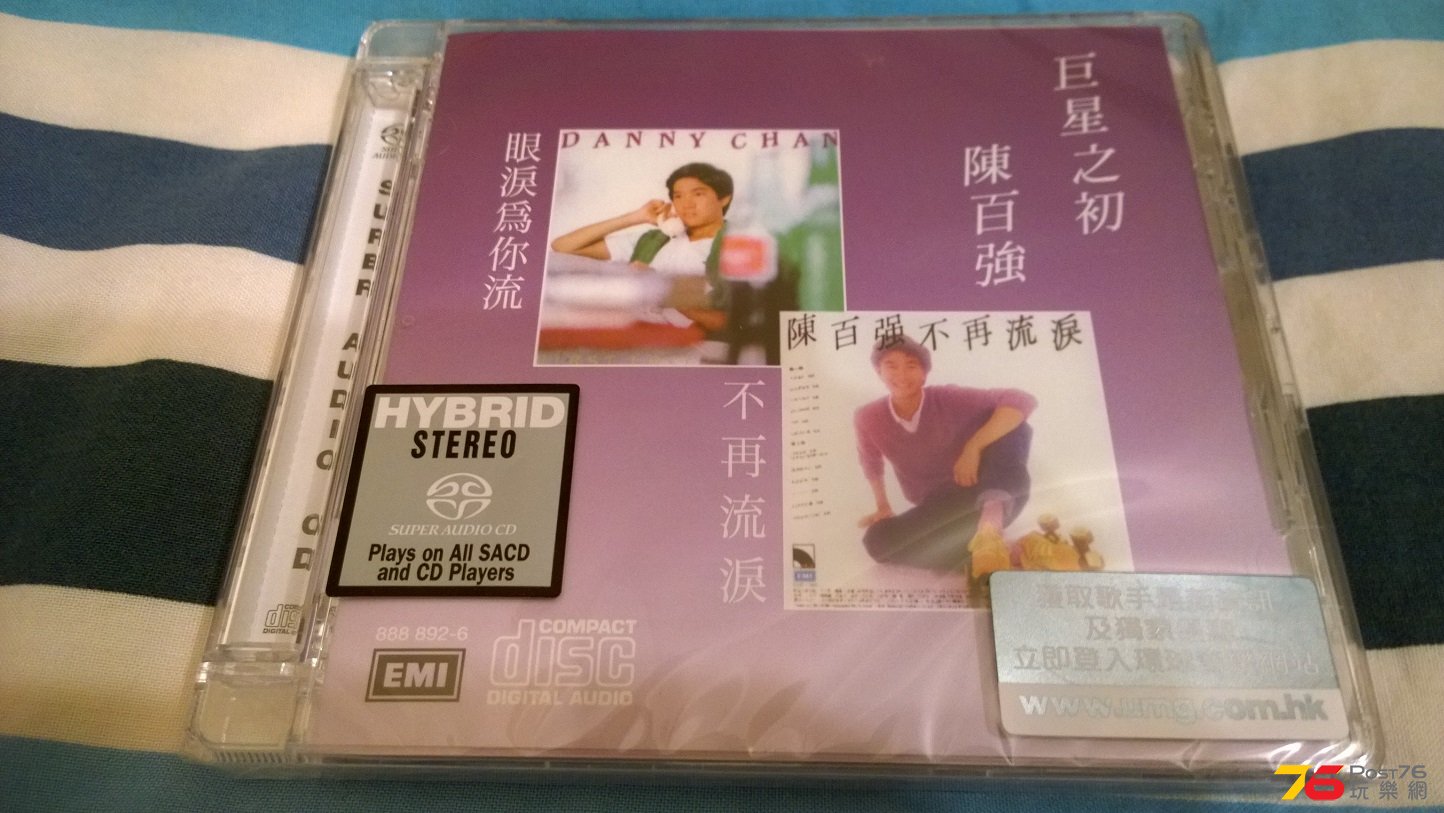 巨星之初
陳百強
眼淚為你流
DANNY CHAN
陳百强不再流淚
不再流淚
SUPER AUDIO CD
HYBRID
STEREO
SUPER AUDIO CD
Plays on All SACD
and CD Players
888 892-6
EMI
COMPACT
disc
DIGITAL AUDIO
EMI
及獨
立即登入環球
www.umg.com.hk
76 POST76
玩樂網